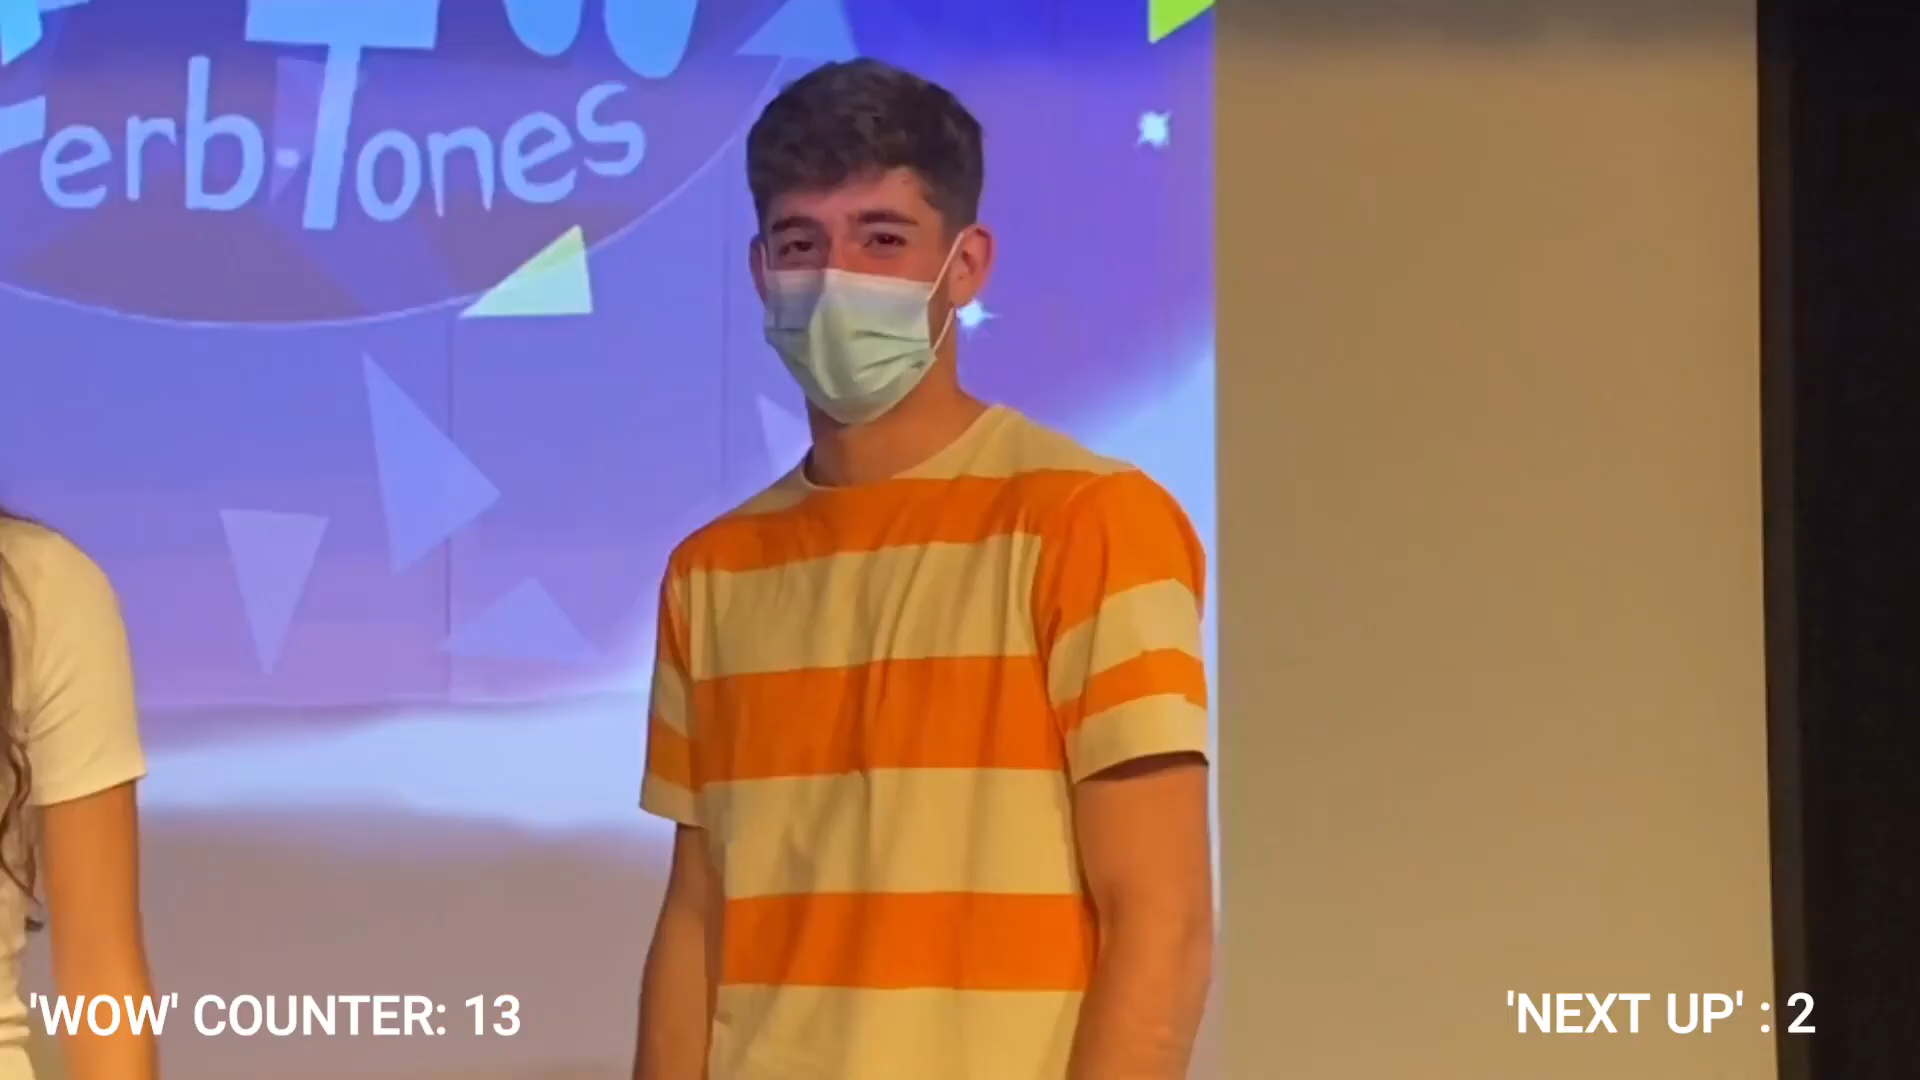 erb Tones
'WOW' COUNTER: 13
'NEXT UP' : 2